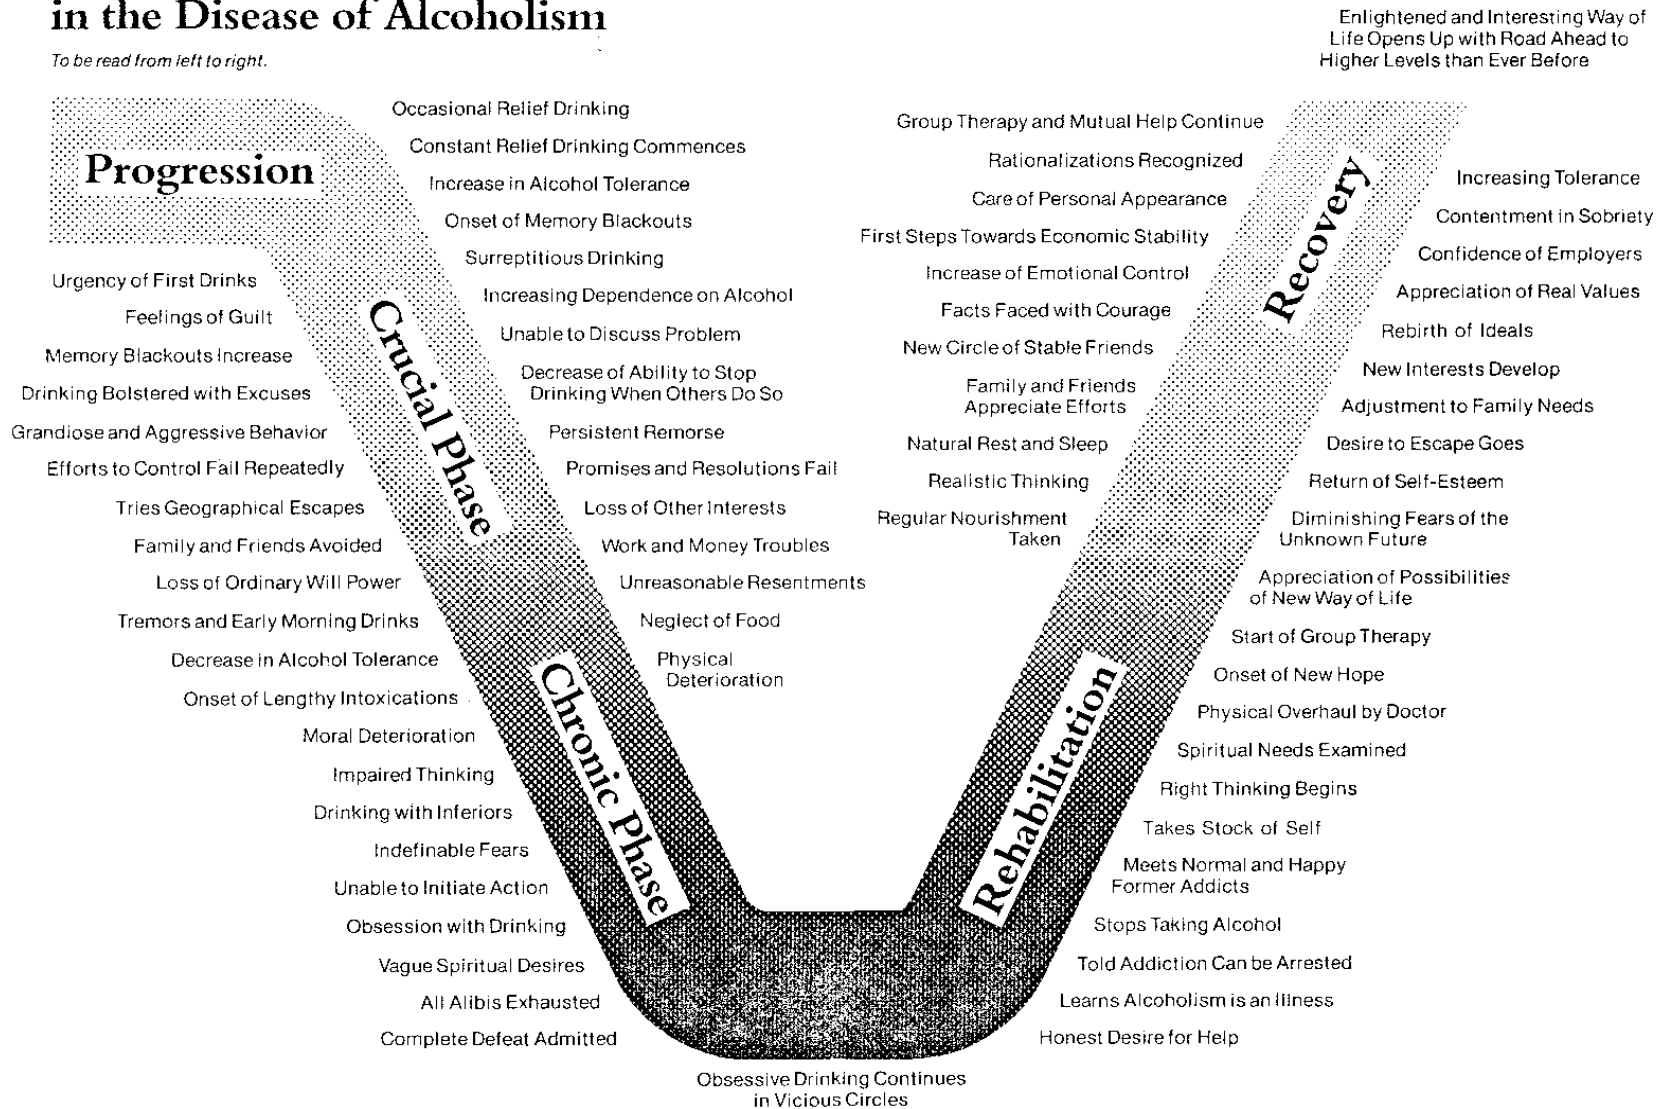 in the Disease of Alcoholism
To be read from left to right.
Enlightened and Interesting Way of
Life Opens Up with Road Ahead to
Higher Levels than Ever Before
Progression
Occasional Relief Drinking
Constant Relief Drinking Commences
Increase in Alcohol Tolerance
Onset of Memory Blackouts
Surreptitious Drinking
Increasing Dependence on Alcohol
Unable to Discuss Problem
Decrease of Ability to Stop
Drinking When Others Do So
Persistent Remorse
Promises and Resolutions Fail
Loss of Other Interests
Work and Money Troubles
Unreasonable Resentments
Neglect of Food
Physical
Deterioration
Urgency of First Drinks
Feelings of Guilt
Memory Blackouts Increase
Drinking Bolstered with Excuses
Grandiose and Aggressive Behavior
Efforts to Control Fail Repeatedly
Tries Geographical Escapes
Family and Friends Avoided
Loss of Ordinary Will Power
Tremors and Early Morning Drinks
Decrease in Alcohol Tolerance
Onset of Lengthy Intoxications
Moral Deterioration
Impaired Thinking
Drinking with Inferiors
Indefinable Fears
Unable to Initiate Action
Obsession with Drinking
Vague Spiritual Desires
All Alibis Exhausted
Complete Defeat Admitted
Crucial Phase
Chronic Phase
Obsessive Drinking Continues
in Vicious Circles
Rehabilitation
Recovery
Group Therapy and Mutual Help Continue
Rationalizations Recognized
Care of Personal Appearance
First Steps Towards Economic Stability
Increase of Emotional Control
Facts Faced with Courage
New Circle of Stable Friends
Family and Friends
Appreciate Efforts
Natural Rest and Sleep
Realistic Thinking
Regular Nourishment
Taken
Increasing Tolerance
Contentment in Sobriety
Confidence of Employers
Appreciation of Real Values
Rebirth of Ideals
New Interests Develop
Adjustment to Family Needs
Desire to Escape Goes
Return of Self-Esteem
Diminishing Fears of the
Unknown Future
Appreciation of Possibilities
of New Way of Life
Start of Group Therapy
Onset of New Hope
Physical Overhaul by Doctor
Spiritual Needs Examined
Right Thinking Begins
Takes Stock of Self
Meets Normal and Happy
Former Addicts
Stops Taking Alcohol
Told Addiction Can be Arrested
Learns Alcoholism is an Illness
Honest Desire for Help